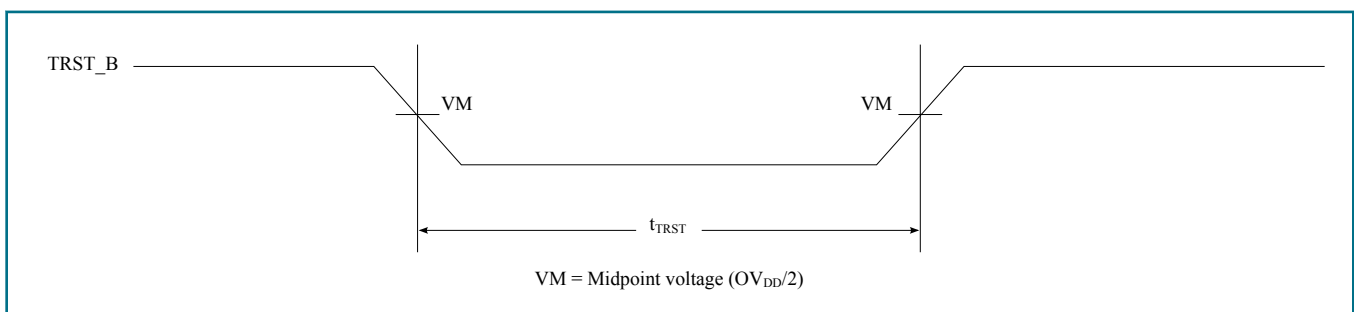 TRST_B
VM VM
tTRST
VM = Midpoint voltage (OVDD/2)